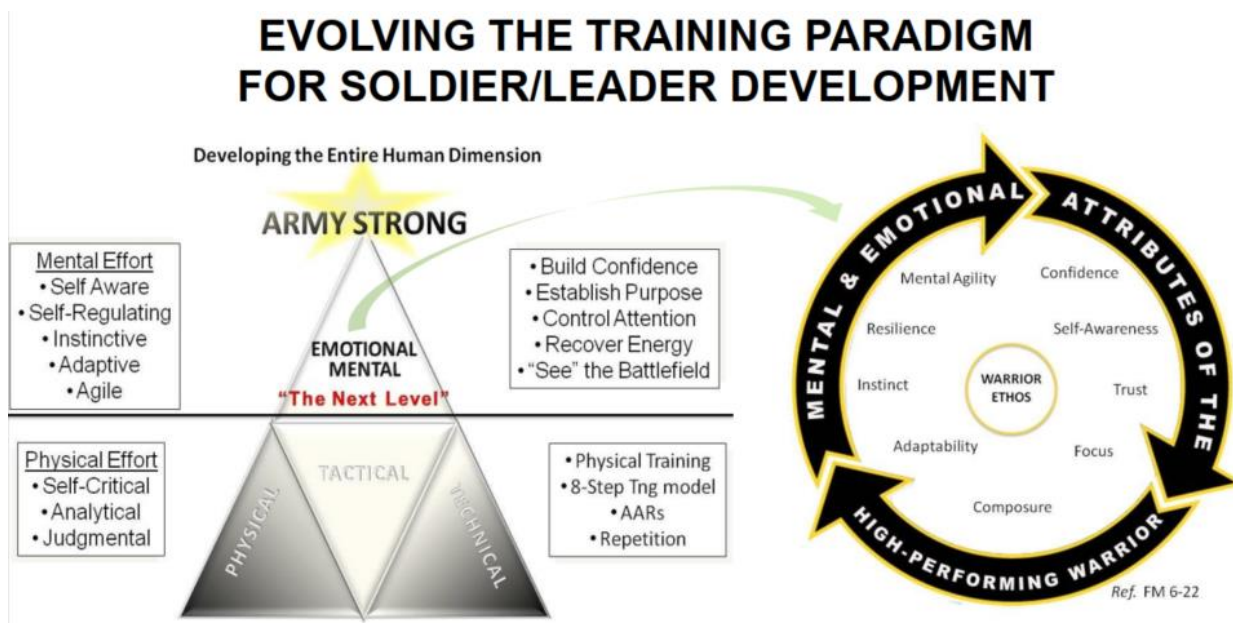 EVOLVING THE TRAINING PARADIGM
FOR SOLDIER/LEADER DEVELOPMENT
Developing the Entire Human Dimension
ARMY STRONG
Mental Effort
• Self Aware
• Self-Regulating
• Instinctive
• Adaptive
• Agile
EMOTIONAL
MENTAL
"The Next Level"
• Build Confidence
• Establish Purpose
• Control Attention
• Recover Energy
• "See" the Battlefield
Physical Effort
• Self-Critical
• Analytical
• Judgmental
PHYSICAL
TACTICAL
TECHNICAL
• Physical Training
• 8-Step Tng model
• AARs
• Repetition
MENTAL & EMOTIONAL
ATTRIBUTES OF THE
HIGH-PERFORMING WARRIOR
Mental Agility
Confidence
Resilience
Self-Awareness
Instinct
WARRIOR
ETHOS
Trust
Adaptability
Focus
Composure
Ref. FM 6-22